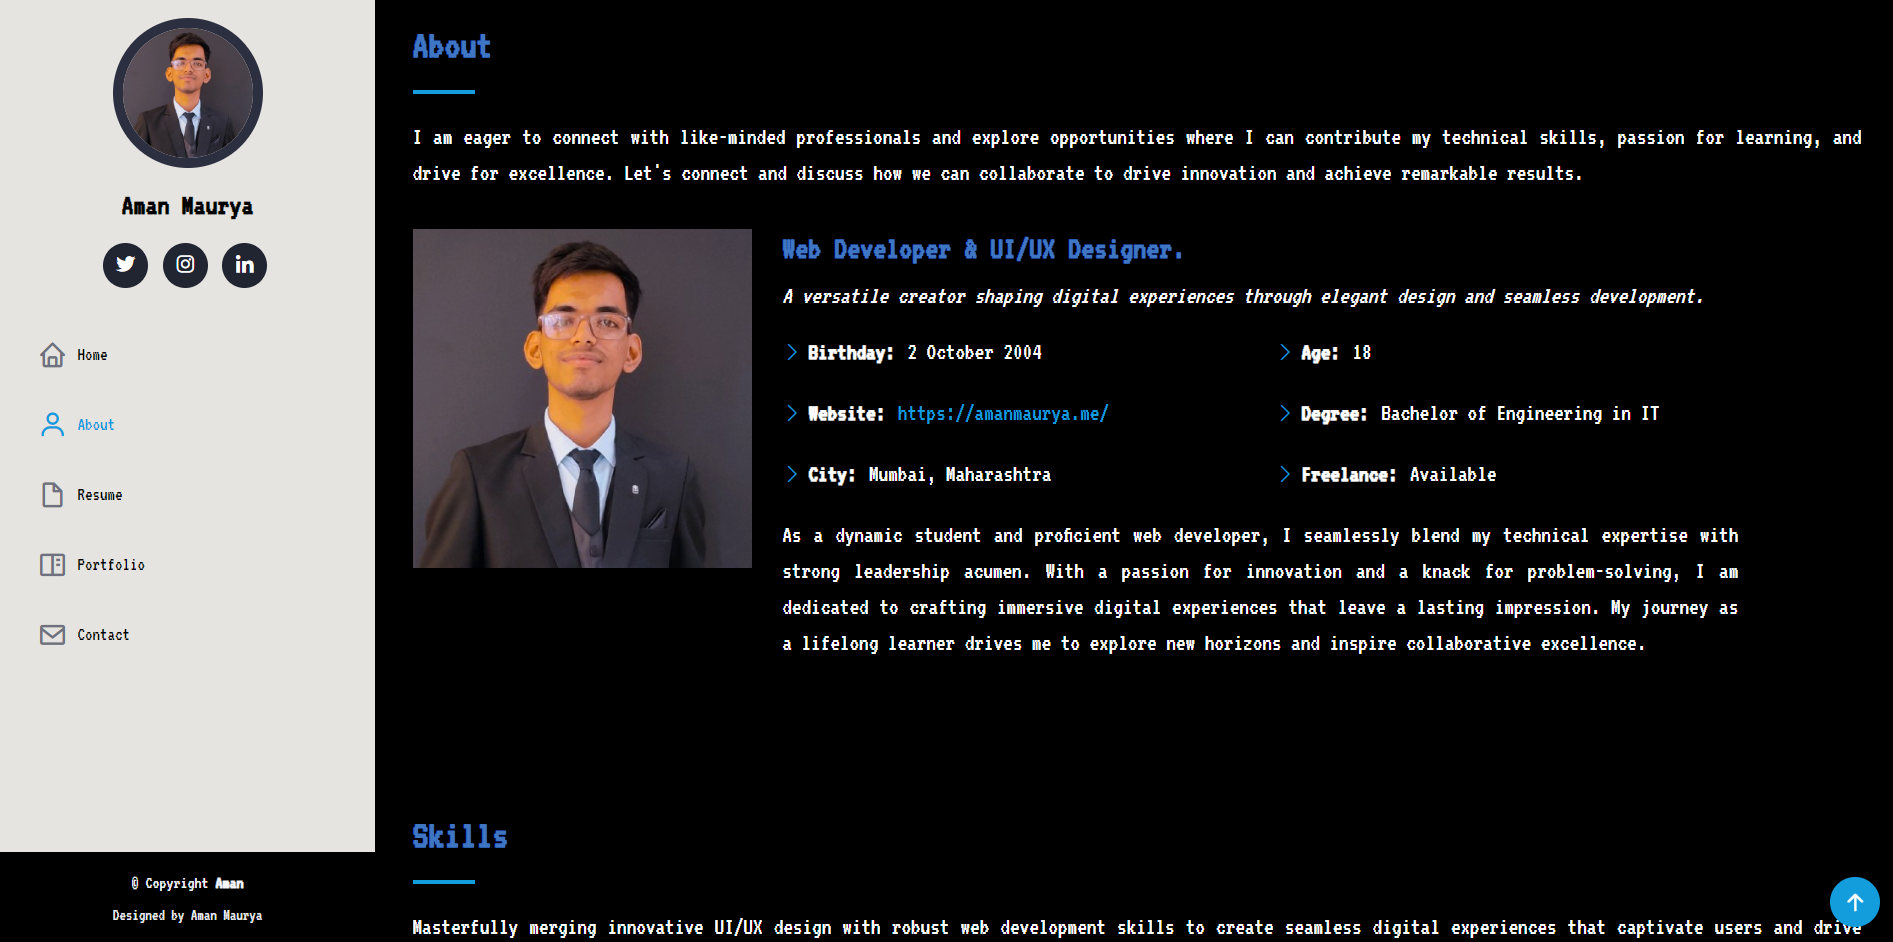 Aman Maurya
Home
About
Resume
Portfolio
Contact
@ Copyright Aman
Designed by Aman Maurya
About
I am eager to connect with like-minded professionals and explore opportunities where I can contribute my technical skills, passion for learning, and
drive for excellence. Let's connect and discuss how we can collaborate to drive innovation and achieve remarkable results.
Web Developer & UI/UX Designer.
A versatile creator shaping digital experiences through elegant design and seamless development.
Birthday: 2 October 2004
Age: 18
Website: https://amanmaurya.me/
Degree: Bachelor of Engineering in IT
City: Mumbai, Maharashtra
Freelance: Available
As a dynamic student and proficient web developer, I seamlessly blend my technical expertise with
strong leadership acumen. With a passion for innovation and a knack for problem-solving, I am
dedicated to crafting immersive digital experiences that leave a lasting impression. My journey as
a lifelong learner drives me to explore new horizons and inspire collaborative excellence.
Skills
Masterfully merging innovative UI/UX design with robust web development skills to create seamless digital experiences that captivate users and drive